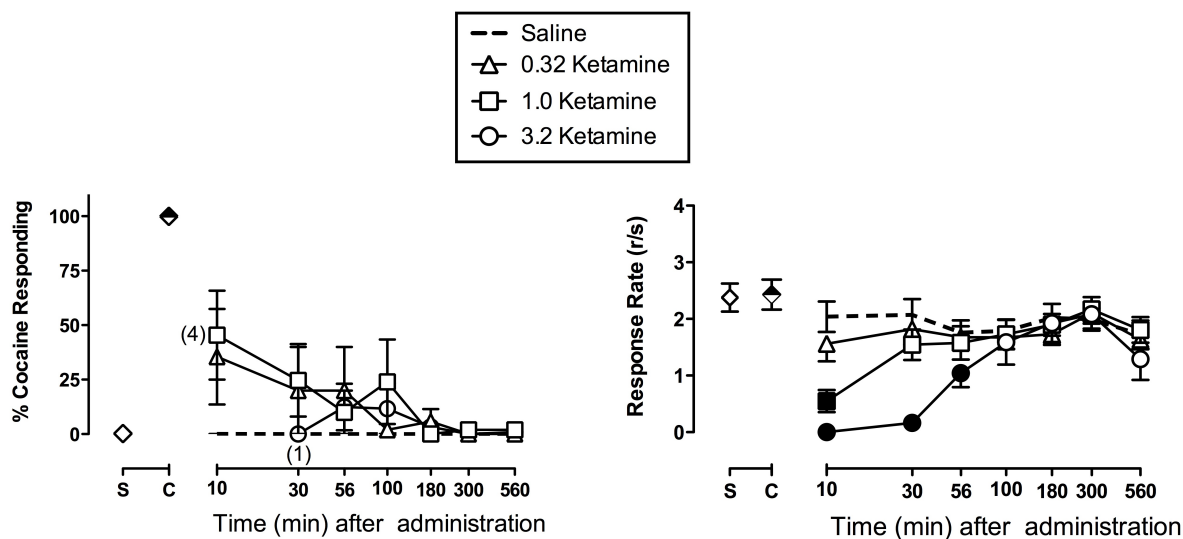 Saline
0.32 Ketamine
1.0 Ketamine
3.2 Ketamine
% Cocaine Responding
100
75
50
25
0
(4)
(1)
S C 10 30 56 100 180 300 560
Time (min) after administration
Response Rate (r/s)
4
3
2
1
0
S C 10 30 56 100 180 300 560
Time (min) after administration